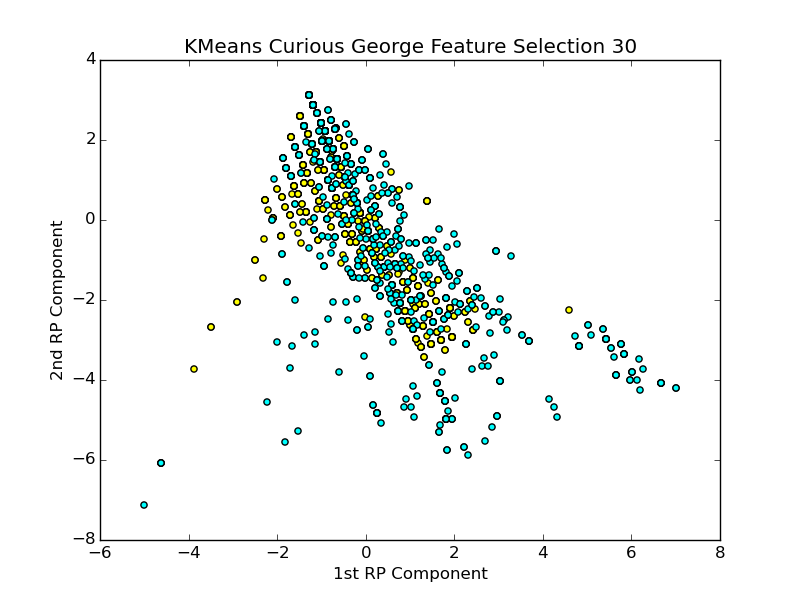 KMeans Curious George Feature Selection 30
4
2
0
−2
−4
−6
−8
2nd RP Component
−6 −4 −2 0 2 4 6 8
1st RP Component